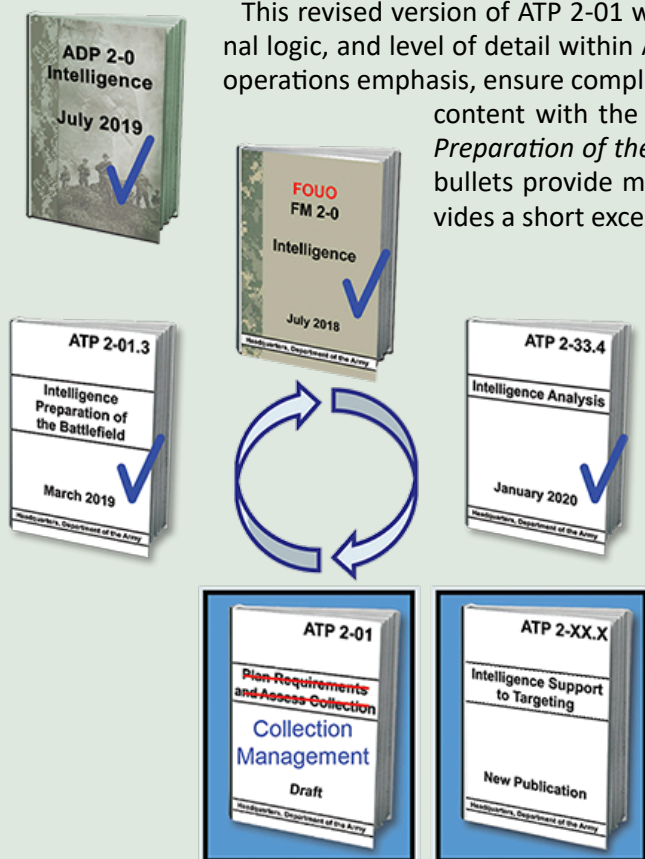 This revised version of ATP 2-01 w
nal logic, and level of detail within A
operations emphasis, ensure compl
content with the
Preparation of the
bullets provide m
vides a short exce
ADP 2-0
Intelligence
July 2019
FOUO
FM 2-0
Intelligence
July 2018
Headquarters, Department of the Army
ATP 2-01.3
Intelligence
Preparation of
the Battlefield
March 2019
Headquarters, Department of the Army
ATP 2-33.4
Intelligence Analysis
January 2020
Headquarters, Department of the Army
ATP 2-01
Plan Requirements
and Assess Collection
Collection
Management
Draft
Headquarters, Department of the Army
ATP 2-XX.X
Intelligence Support
to Targeting
New Publication
Headquarters, Department of the Army